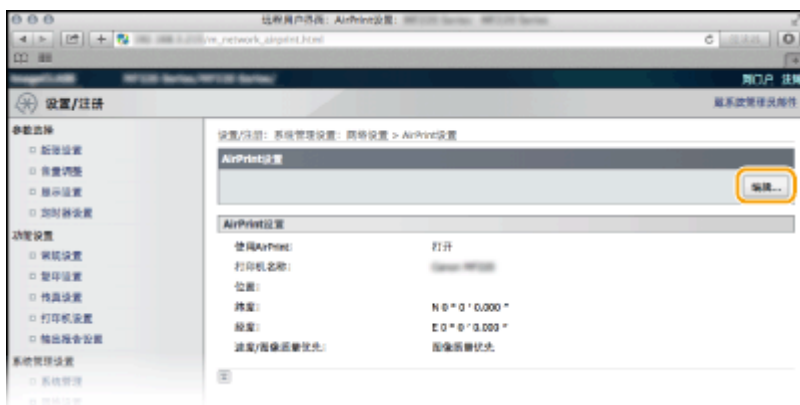 远程用户界面: AirPrint设置:
/m_network_airprint.html
到门户 注销
设置/注册
致系统管理员邮件
参数选择
设置/注册: 系统管理设置: 网络设置 > AirPrint设置
纸张设置
音量调整
显示设置
定时器设置
AirPrint设置
编辑...
功能设置
常规设置
复印设置
传真设置
打印机设置
输出报告设置
AirPrint设置
使用AirPrint: 打开
打印机名称:
位置:
纬度: N 0 ° 0 ' 0.000 "
经度: E 0 ° 0 ' 0.000 "
速度/图像质量优先: 图像质量优先
系统管理设置
系统管理